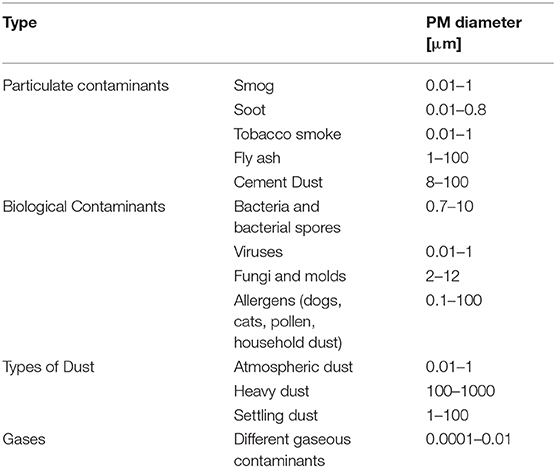 Type PM diameter
[μm]
Particulate contaminants Smog 0.01–1
Soot 0.01–0.8
Tobacco smoke 0.01–1
Fly ash 1–100
Cement Dust 8–100
Biological Contaminants Bacteria and 0.7–10
bacterial spores
Viruses 0.01–1
Fungi and molds 2–12
Allergens (dogs, 0.1–100
cats, pollen,
household dust)
Types of Dust Atmospheric dust 0.01–1
Heavy dust 100–1000
Settling dust 1–100
Gases Different gaseous 0.0001–0.01
contaminants